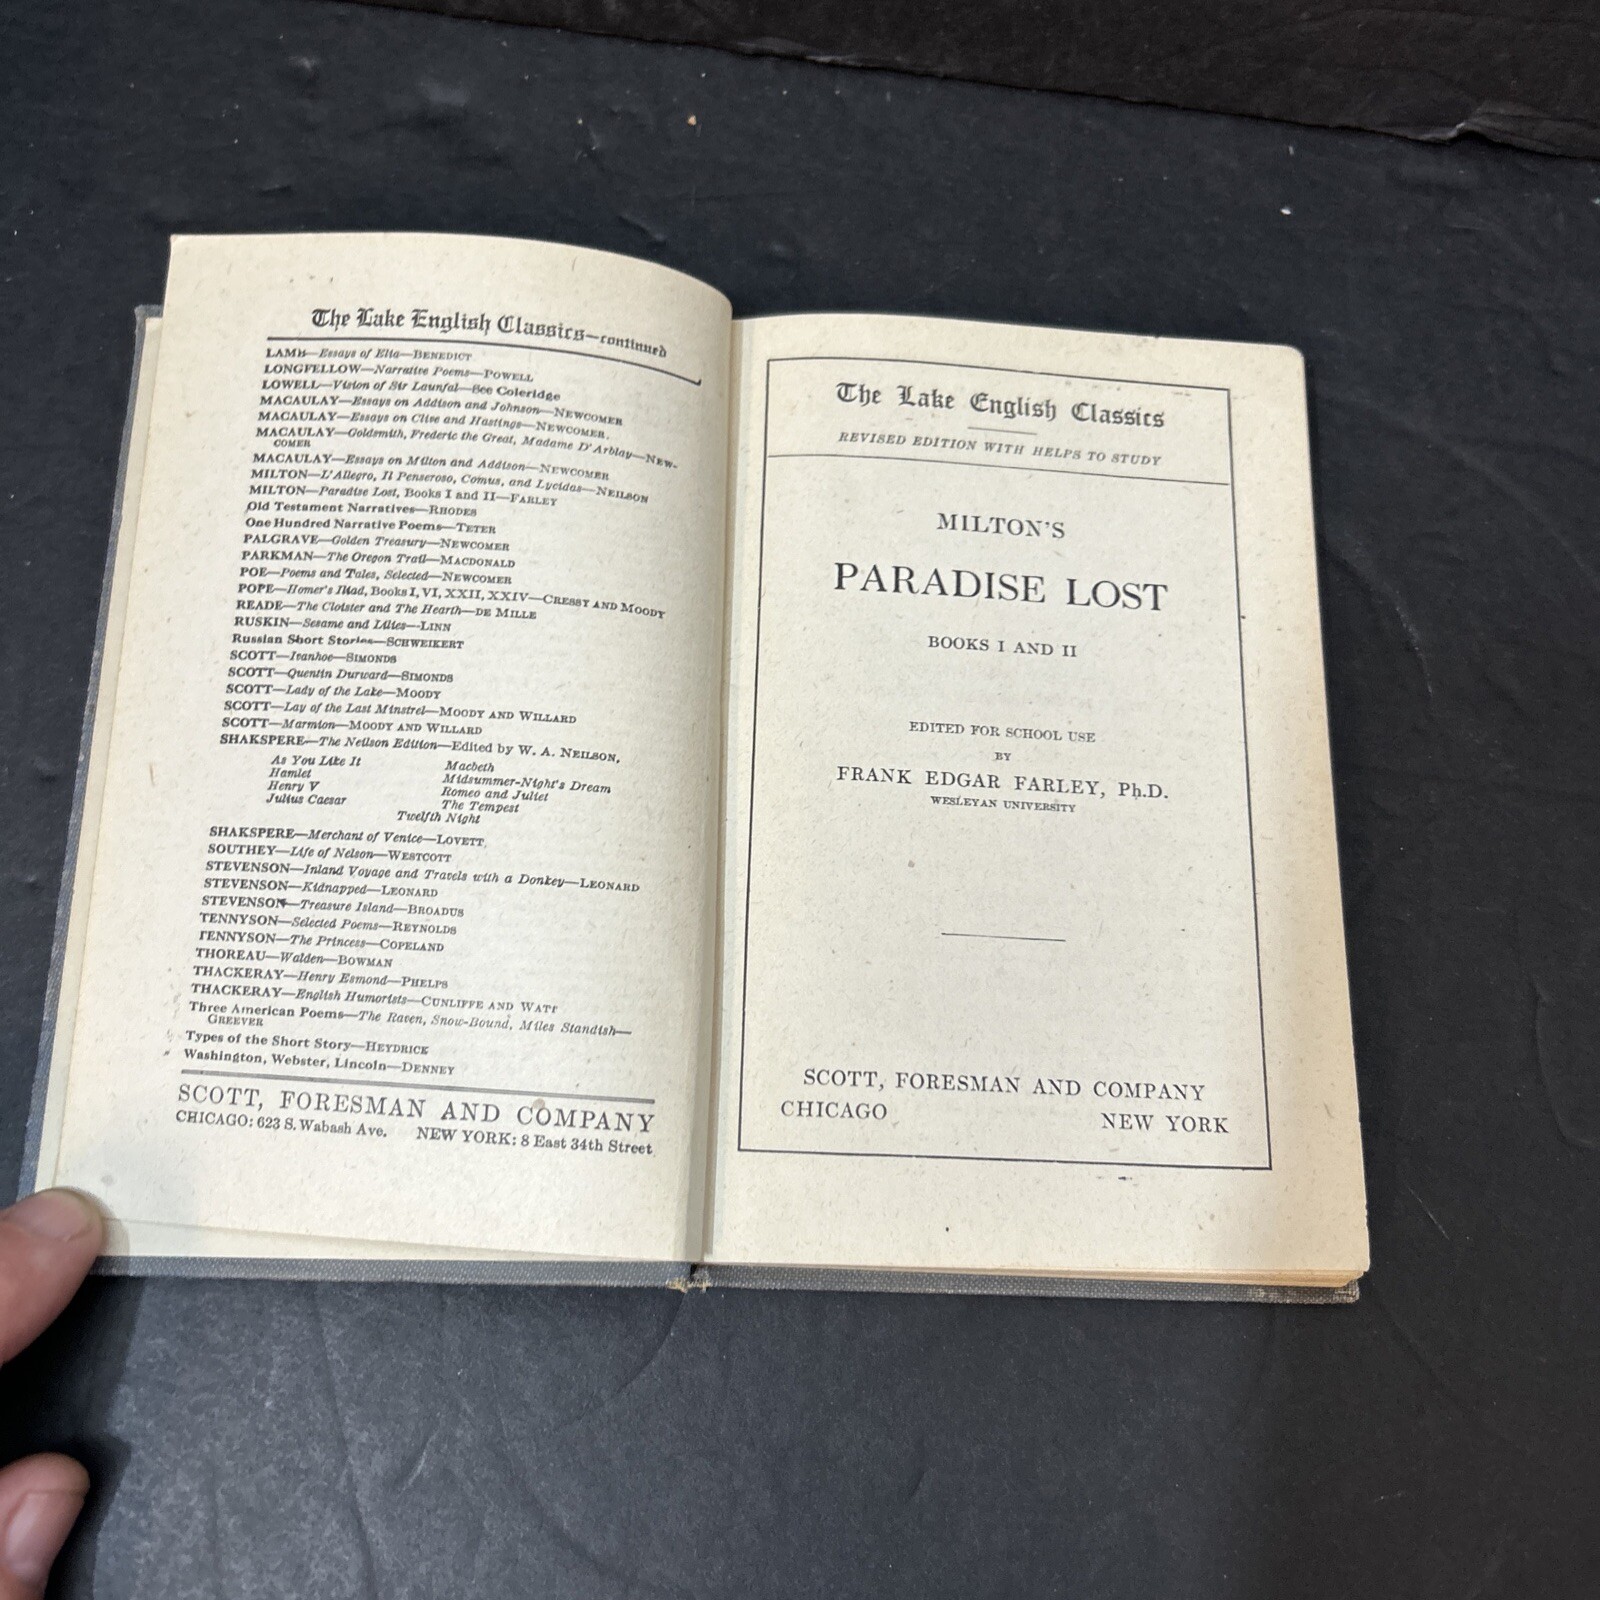 The Lake English Classics—continued
LAMB—Essays of Elia—BENEDICT
LONGFELLOW—Narrative Poems—POWELL
LOWELL—Vision of Sir Launfal—See Coleridge
MACAULAY—Essays on Addison and Johnson—NEWCOMER
MACAULAY—Essays on Clive and Hastings—NEWCOMER.
MACAULAY—Goldsmith, Frederic the Great, Madame D'Arblay—NEW-
COMER
MACAULAY—Essays on Milton and Addison—NEWCOMER
MILTON—L'Allegro, Il Penseroso, Comus, and Lycidas—NEILSON
MILTON—Paradise Lost, Books I and II—FARLEY
Old Testament Narratives—RHODES
One Hundred Narrative Poems—TETER
PALGRAVE—Golden Treasury—NEWCOMER
PARKMAN—The Oregon Trail—MACDONALD
POE—Poems and Tales, Selected—NEWCOMER
POPE—Homer's Iliad, Books I, VI, XXII, XXIV—CRESSY AND MOODY
READE—The Cloister and The Hearth—DE MILLE
RUSKIN—Sesame and Lilies—LINN
Russian Short Stories—SCHWEIKERT
SCOTT—Ivanhoe—SIMONDS
SCOTT—Quentin Durward—SIMONDS
SCOTT—Lady of the Lake—MOODY
SCOTT—Lay of the Last Minstrel—MOODY AND WILLARD
SCOTT—Marmion—MOODY AND WILLARD
SHAKSPERE—The Neilson Edition—Edited by W. A. NEILSON,
As You Like It Macbeth
Hamlet Midsummer-Night's Dream
Henry V Romeo and Juliet
Julius Caesar The Tempest
Twelfth Night
SHAKSPERE—Merchant of Venice—LOVETT
SOUTHEY—Life of Nelson—WESTCOTT
STEVENSON—Inland Voyage and Travels with a Donkey—LEONARD
STEVENSON—Kidnapped—LEONARD
STEVENSON—Treasure Island—BROADUS
TENNYSON—Selected Poems—REYNOLDS
TENNYSON—The Princess—COPELAND
THOREAU—Walden—BOWMAN
THACKERAY—Henry Esmond—PHELPS
THACKERAY—English Humorists—CUNLIFFE AND WATT
Three American Poems—The Raven, Snow-Bound, Miles Standish—
GREEVER
Types of the Short Story—HEYDRICK
Washington, Webster, Lincoln—DENNEY
SCOTT, FORESMAN AND COMPANY
CHICAGO: 623 S. Wabash Ave. NEW YORK: 8 East 34th Street
The Lake English Classics
REVISED EDITION WITH HELPS TO STUDY
MILTON'S
PARADISE LOST
BOOKS I AND II
EDITED FOR SCHOOL USE
BY
FRANK EDGAR FARLEY, Ph.D.
WESLEYAN UNIVERSITY
SCOTT, FORESMAN AND COMPANY
CHICAGO NEW YORK